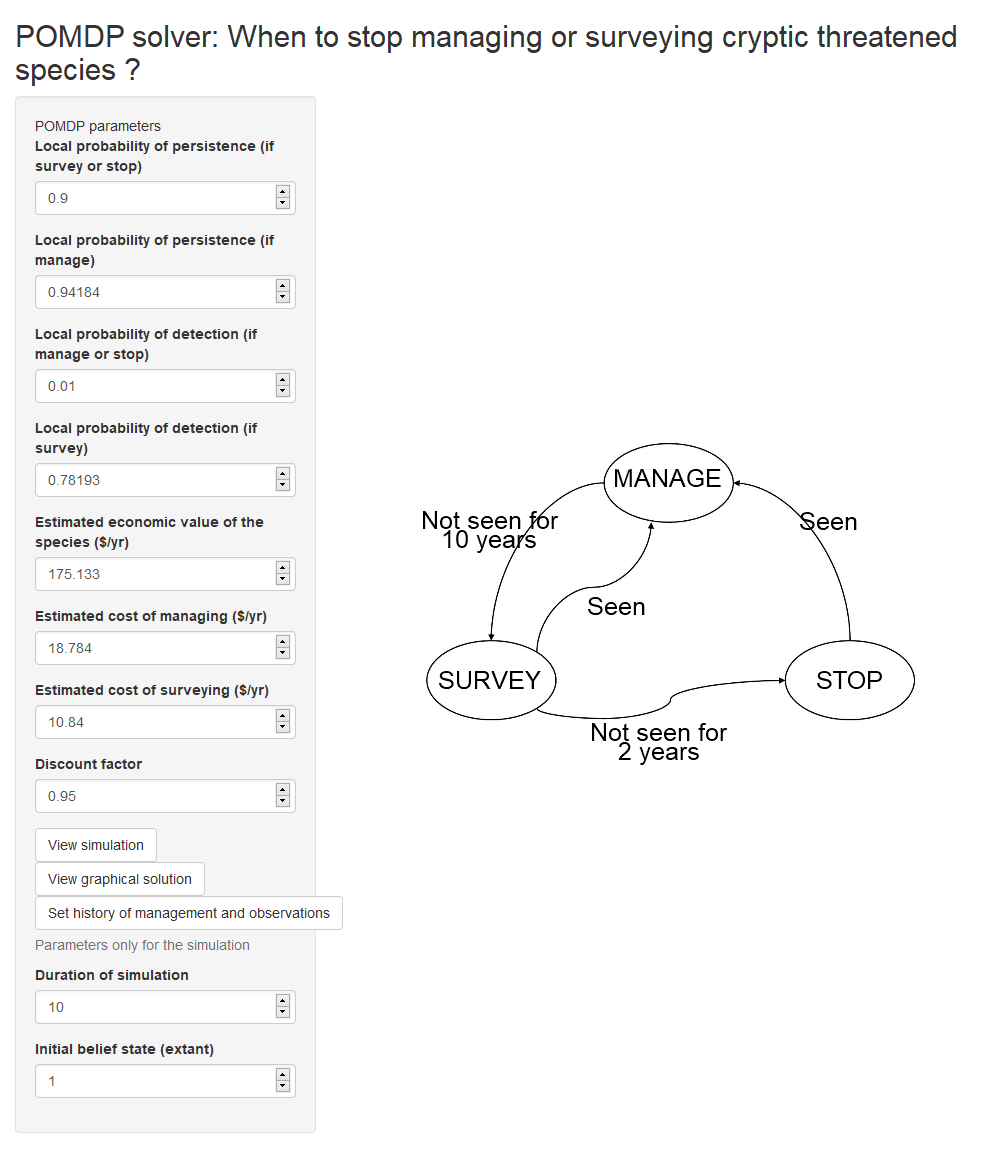 POMDP solver: When to stop managing or surveying cryptic threatened
species ?
POMDP parameters
Local probability of persistence (if
survey or stop)
0.9
Local probability of persistence (if
manage)
0.94184
Local probability of detection (if
manage or stop)
0.01
Local probability of detection (if
survey)
0.78193
Estimated economic value of the
species ($/yr)
175.133
Estimated cost of managing ($/yr)
18.784
Estimated cost of surveying ($/yr)
10.84
Discount factor
0.95
View simulation
View graphical solution
Set history of management and observations
Parameters only for the simulation
Duration of simulation
10
Initial belief state (extant)
1
MANAGE
Not seen for
10 years
Seen
Seen
SURVEY
STOP
Not seen for
2 years